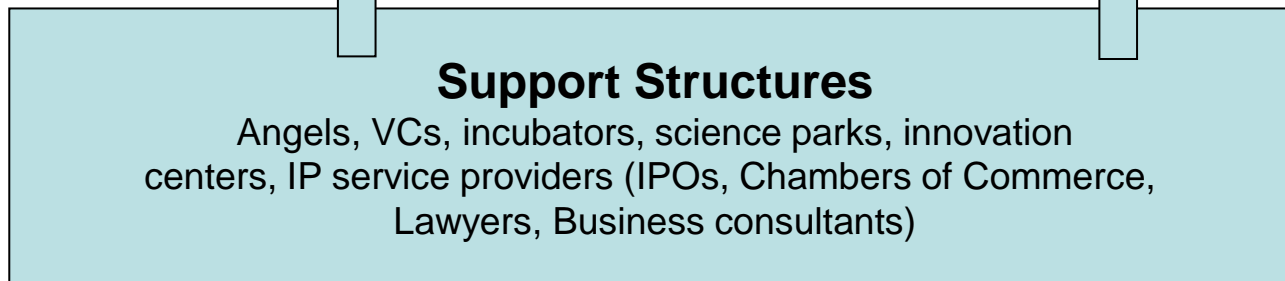 Support Structures
Angels, VCs, incubators, science parks, innovation
centers, IP service providers (IPOs, Chambers of Commerce,
Lawyers, Business consultants)